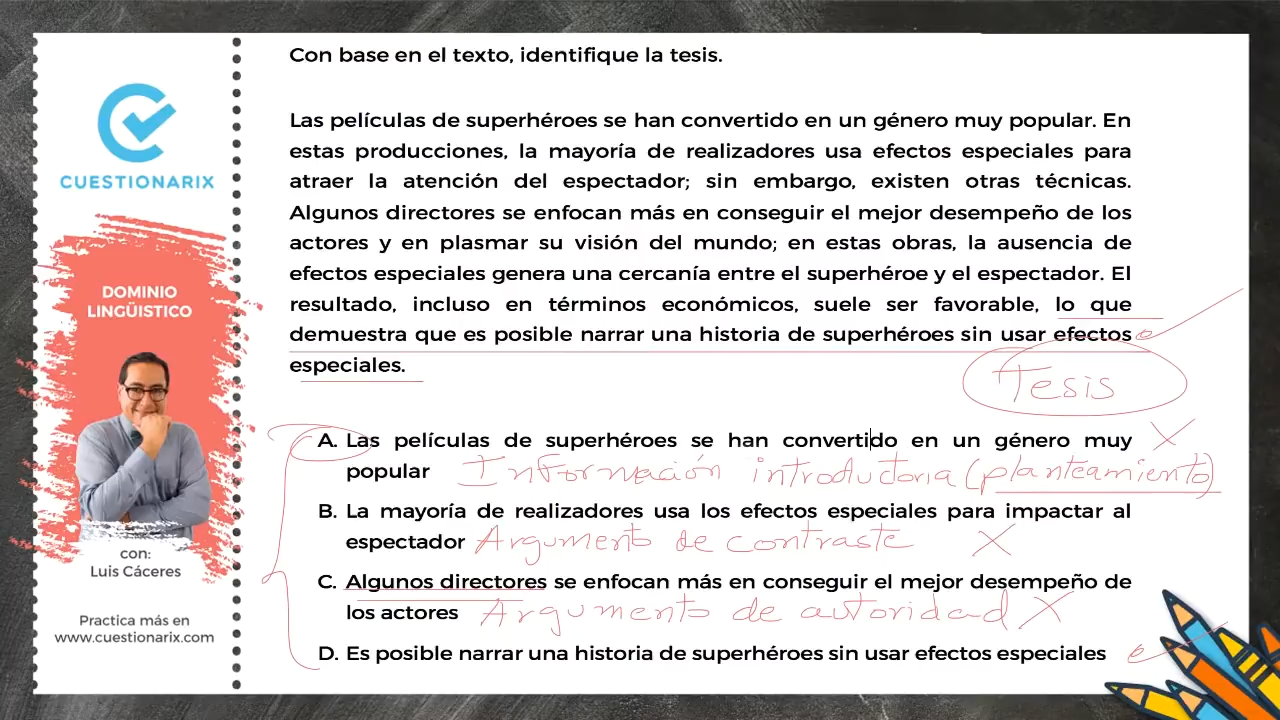 Con base en el texto, identifique la tesis.
Las películas de superhéroes se han convertido en un género muy popular. En
estas producciones, la mayoría de realizadores usa efectos especiales para
atraer la atención del espectador; sin embargo, existen otras técnicas.
Algunos directores se enfocan más en conseguir el mejor desempeño de los
actores y en plasmar su visión del mundo; en estas obras, la ausencia de
efectos especiales genera una cercanía entre el superhéroe y el espectador. El
resultado, incluso en términos económicos, suele ser favorable, lo que
demuestra que es posible narrar una historia de superhéroes sin usar efectos
especiales.
Tesis
A. Las películas de superhéroes se han convertido en un género muy
popular Información introductoria (planteamiento)
B. La mayoría de realizadores usa los efectos especiales para impactar al
espectador Argumento de contraste
C. Algunos directores se enfocan más en conseguir el mejor desempeño de
los actores Argumento de autoridad
D. Es posible narrar una historia de superhéroes sin usar efectos especiales
CUESTIONARIX
DOMINIO
LINGÜISTICO
con:
Luis Cáceres
Practica más en
www.cuestionarix.com